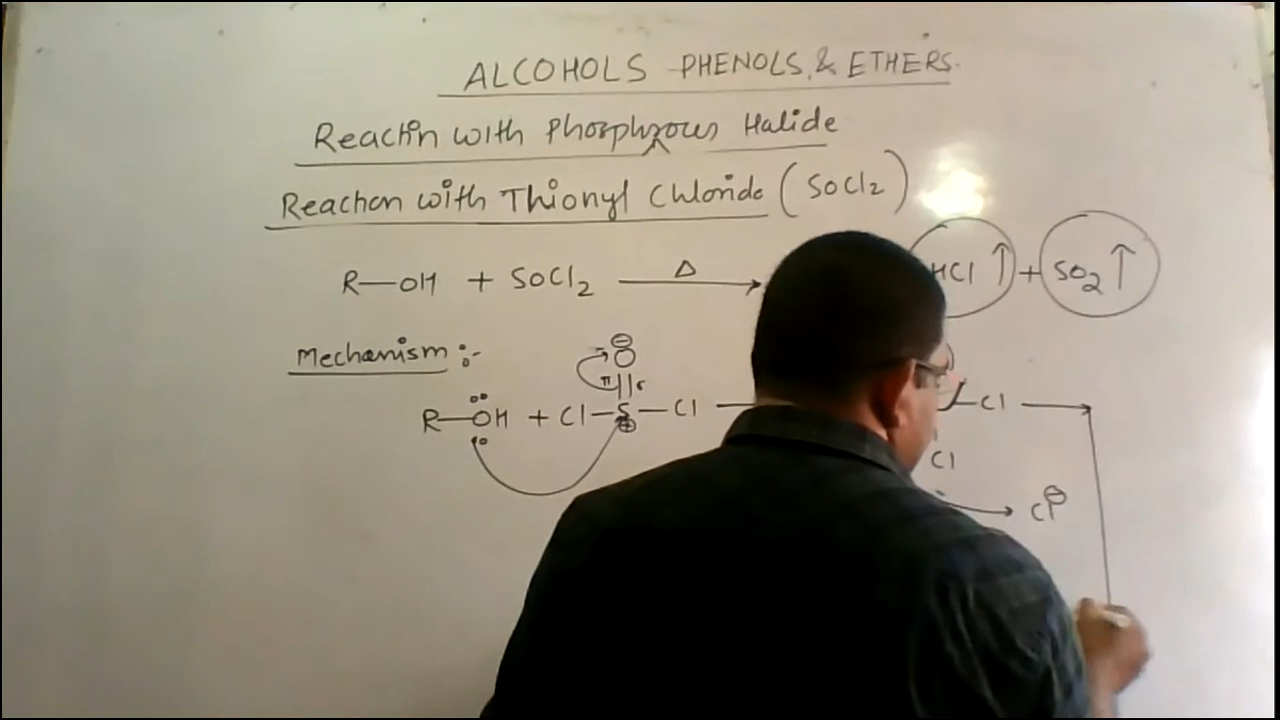 ALCOHOLS PHENOLS, & ETHERS.
Reactin with Phosphorous Halide
Reaction with Thionyl Chloride (SOCl2)
R—OH + SOCl2 —Δ→ HCl ↑ + SO2 ↑
Mechanism :-
⊖
O
π || σ
R—OH + Cl—S—Cl — —Cl →
⊕
Cl
Cl⊖